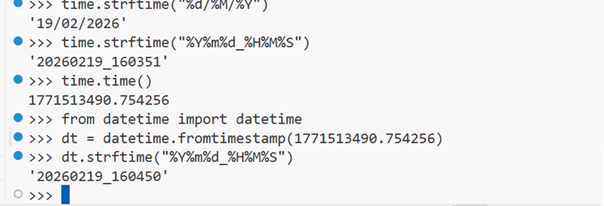 >>> time.strftime("%d/%M/%Y")
'19/02/2026'
>>> time.strftime("%Y%m%d_%H%M%S")
'20260219_160351'
>>> time.time()
1771513490.754256
>>> from datetime import datetime
>>> dt = datetime.fromtimestamp(1771513490.754256)
>>> dt.strftime("%Y%m%d_%H%M%S")
'20260219_160450'
>>>